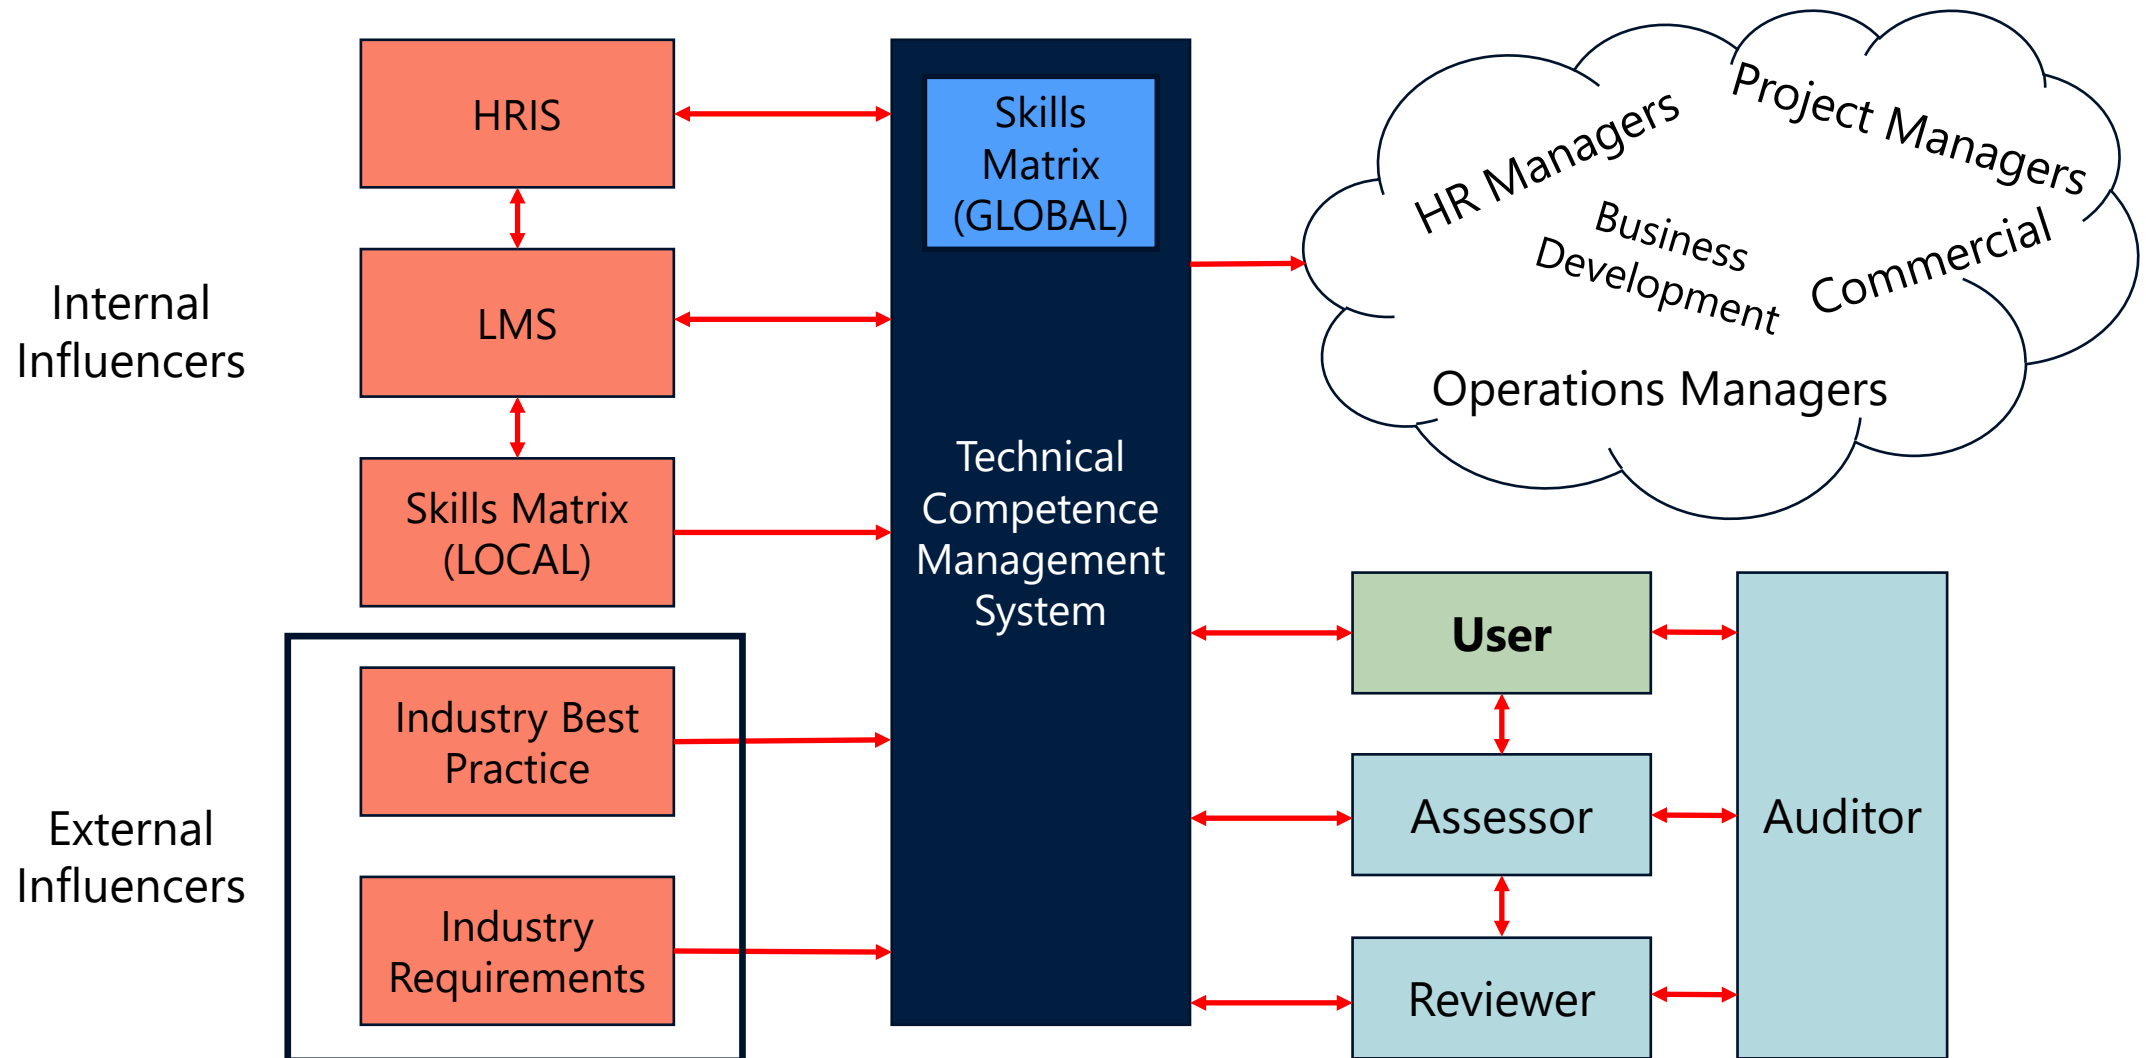 Internal
Influencers
External
Influencers
HRIS
LMS
Skills Matrix
(LOCAL)
Industry Best
Practice
Industry
Requirements
Skills
Matrix
(GLOBAL)
Technical
Competence
Management
System
HR Managers
Project Managers
Business
Development
Commercial
Operations Managers
User
Assessor
Reviewer
Auditor